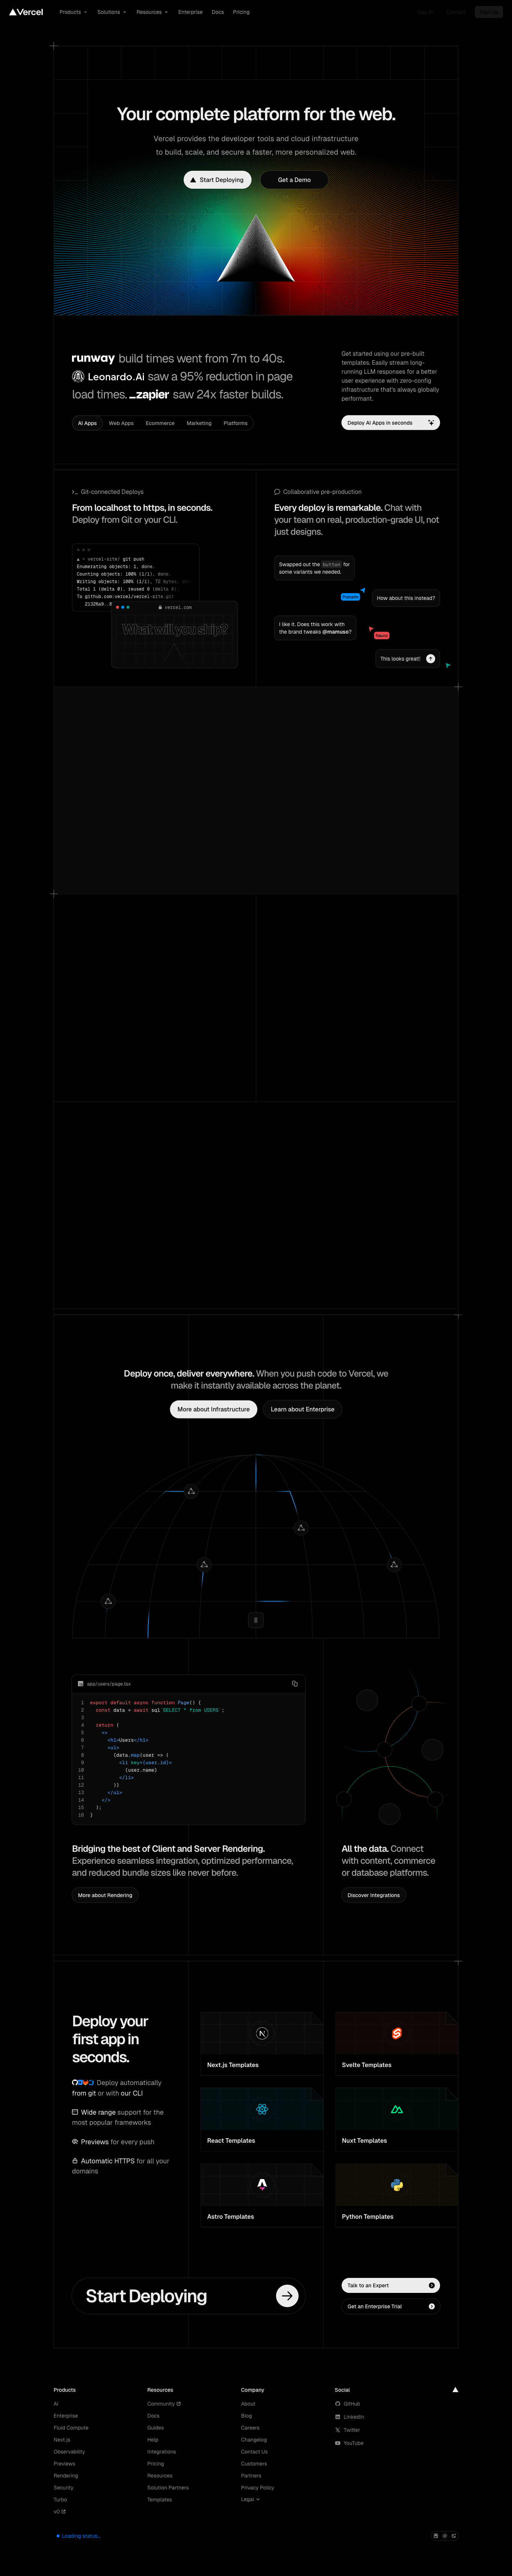 Vercel
Products
Solutions
Resources
Enterprise
Docs
Pricing
Your complete platform for the web.
Vercel provides the developer tools and cloud infrastructure
to build, scale, and secure a faster, more personalized web.
Start Deploying
Get a Demo
runway build times went from 7m to 40s.
Leonardo.Ai saw a 95% reduction in page
load times. zapier saw 24x faster builds.
Get started using our pre-built
templates. Easily stream long-
running LLM responses for a better
user experience with zero-config
infrastructure that's always globally
performant.
AI Apps
Web Apps
Ecommerce
Marketing
Platforms
Deploy AI Apps in seconds
Git-connected Deploys
From localhost to https, in seconds.
Deploy from Git or your CLI.
▲ ~ vercel-site/ git push
Enumerating objects: 1, done.
Counting objects: 100% (1/1), done.
Writing objects: 100% (1/1), 72 bytes
Total 1 (delta 0), reused 0 (delta 0)
To github.com:vercel/vercel-site.git
vercel.com
What will you ship?
Collaborative pre-production
Every deploy is remarkable. Chat with
your team on real, production-grade UI, not
just designs.
Swapped out the button for
some variants we needed.
How about this instead?
I like it. Does this work with
the brand tweaks @mamuso?
This looks great!
Deploy once, deliver everywhere. When you push code to Vercel, we
make it instantly available across the planet.
More about Infrastructure
Learn about Enterprise
app/users/page.tsx
1 export default async function Page() {
2 const data = await sql`SELECT * from USERS`;
3
4 return (
5 <>
6 <h1>Users</h1>
7 <ul>
8 {data.map(user => (
9 <li key={user.id}>
10 {user.name}
11 </li>
12 ))}
13 </ul>
14 </>
15 );
16 }
Bridging the best of Client and Server Rendering.
Experience seamless integration, optimized performance,
and reduced bundle sizes like never before.
More about Rendering
All the data. Connect
with content, commerce
or database platforms.
Discover Integrations
Deploy your
first app in
seconds.
Deploy automatically
from git or with our CLI
Wide range support for the
most popular frameworks
Previews for every push
Automatic HTTPS for all your
domains
Next.js Templates
Svelte Templates
React Templates
Nuxt Templates
Astro Templates
Python Templates
Start Deploying
Talk to an Expert
Get an Enterprise Trial
Products
AI
Enterprise
Fluid Compute
Next.js
Observability
Previews
Rendering
Security
Turbo
v0
Resources
Community
Docs
Guides
Help
Integrations
Pricing
Resources
Solution Partners
Templates
Company
About
Blog
Careers
Changelog
Contact Us
Customers
Partners
Privacy Policy
Legal
Social
GitHub
LinkedIn
Twitter
YouTube
Loading status…